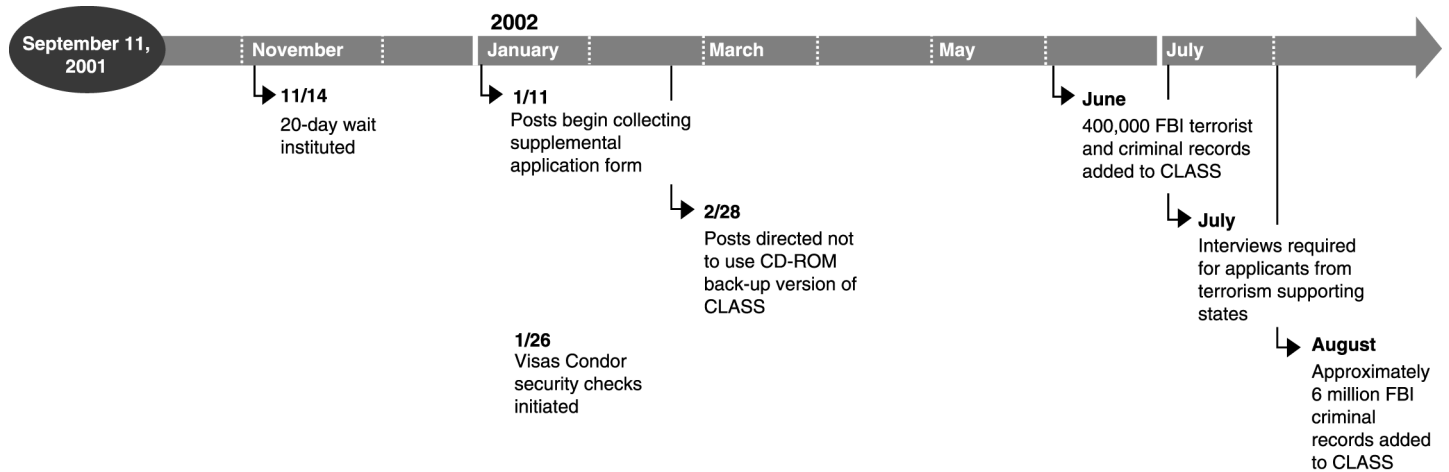 September 11,
2001
2002
November
January
March
May
July
11/14
20-day wait
instituted
1/11
Posts begin collecting
supplemental
application form
2/28
Posts directed not
to use CD-ROM
back-up version of
CLASS
1/26
Visas Condor
security checks
initiated
June
400,000 FBI terrorist
and criminal records
added to CLASS
July
Interviews required
for applicants from
terrorism supporting
states
August
Approximately
6 million FBI
criminal
records added
to CLASS